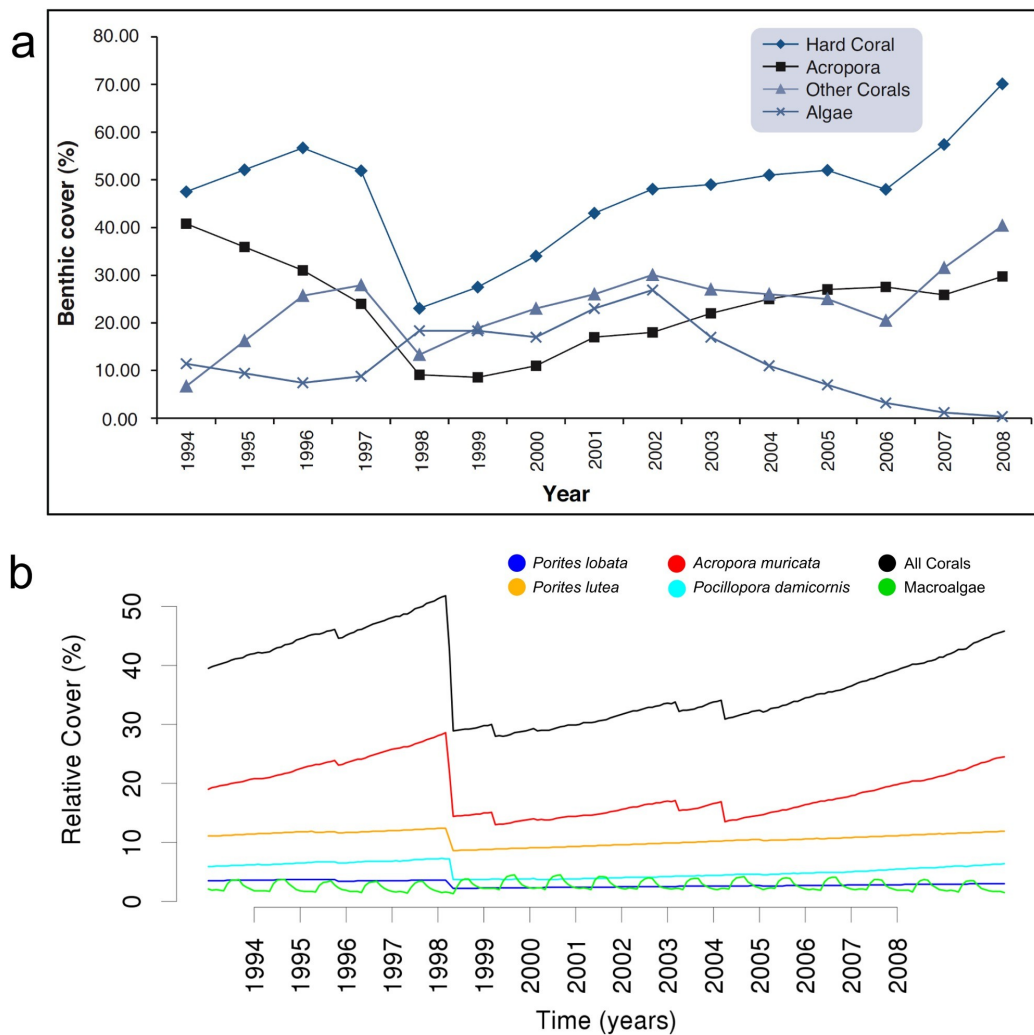 a
80.00
70.00
60.00
50.00
40.00
30.00
20.00
10.00
0.00
Benthic cover (%)
Hard Coral
Acropora
Other Corals
Algae
1994 1995 1996 1997 1998 1999 2000 2001 2002 2003 2004 2005 2006 2007 2008
Year
b
Porites lobata Acropora muricata All Corals
Porites lutea Pocillopora damicornis Macroalgae
50
40
30
20
10
0
Relative Cover (%)
1994 1995 1996 1997 1998 1999 2000 2001 2002 2003 2004 2005 2006 2007 2008
Time (years)